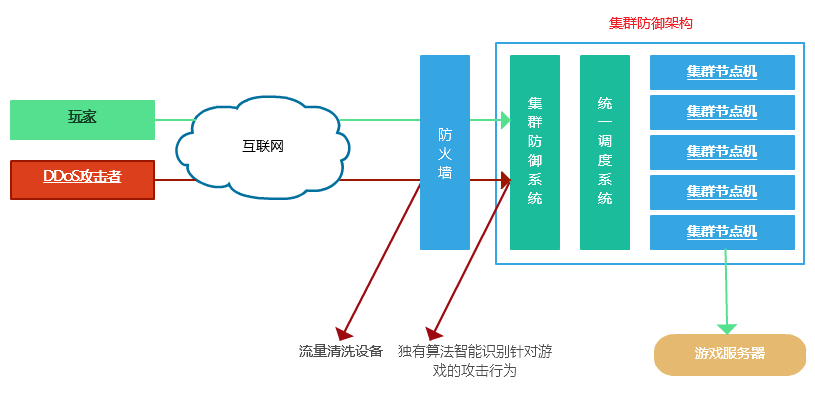 集群防御架构
玩家
DDoS攻击者
互联网
防火墙
集群防御系统
统一调度系统
集群节点机
集群节点机
集群节点机
集群节点机
集群节点机
流量清洗设备
独有算法智能识别针对游
戏的攻击行为
游戏服务器